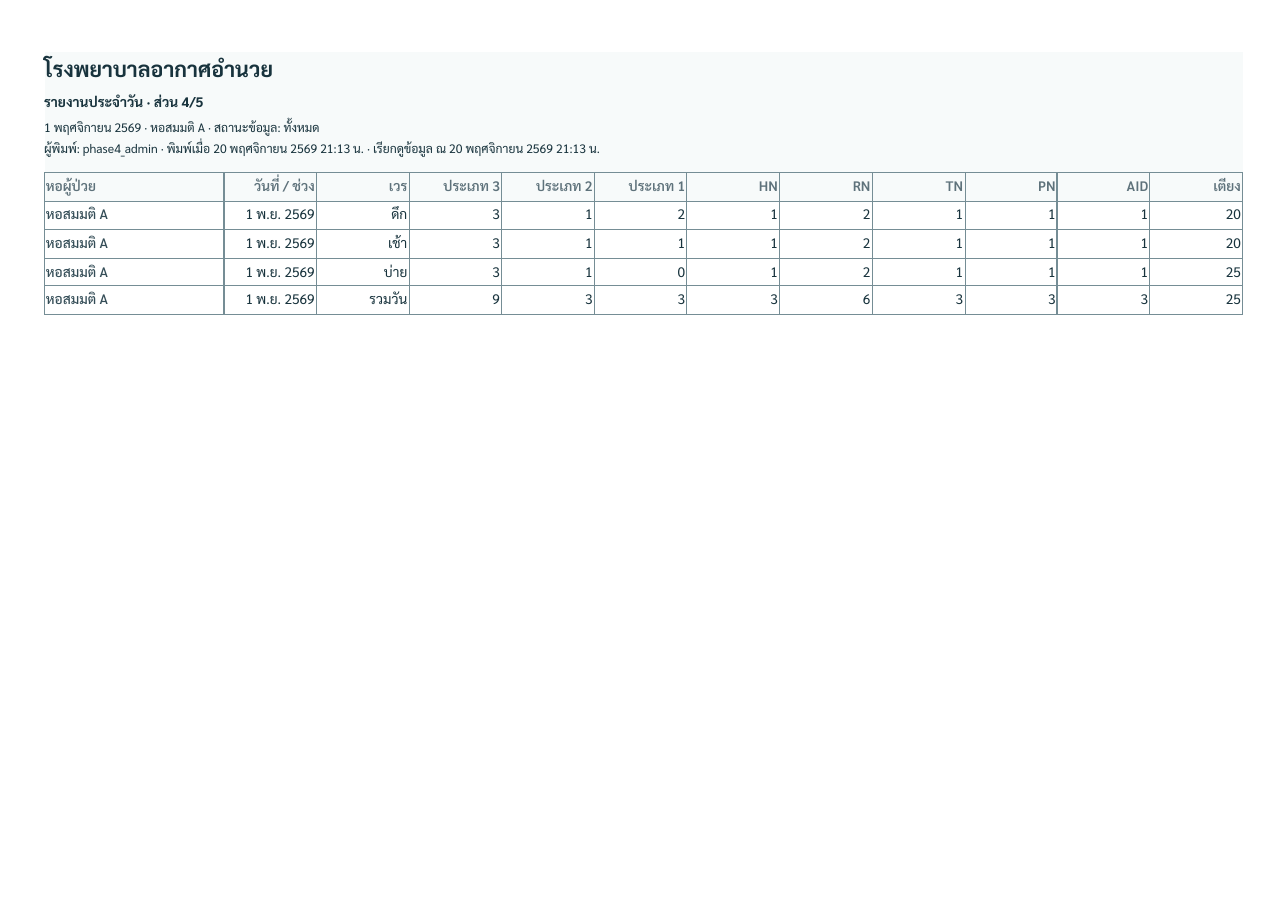 โรงพยาบาลอากาศอำนวย
รายงานประจำวัน · ส่วน 4/5
1 พฤศจิกายน 2569 · หอสมมติ A · สถานะข้อมูล: ทั้งหมด
ผู้พิมพ์: phase4_admin · พิมพ์เมื่อ 20 พฤศจิกายน 2569 21:13 น. · เรียกดูข้อมูล ณ 20 พฤศจิกายน 2569 21:13 น.
หอผู้ป่วย วันที่ / ช่วง เวร ประเภท 3 ประเภท 2 ประเภท 1 HN RN TN PN AID เตียง
หอสมมติ A 1 พ.ย. 2569 ดึก 3 1 2 1 2 1 1 1 20
หอสมมติ A 1 พ.ย. 2569 เช้า 3 1 1 1 2 1 1 1 20
หอสมมติ A 1 พ.ย. 2569 บ่าย 3 1 0 1 2 1 1 1 25
หอสมมติ A 1 พ.ย. 2569 รวมวัน 9 3 3 3 6 3 3 3 25